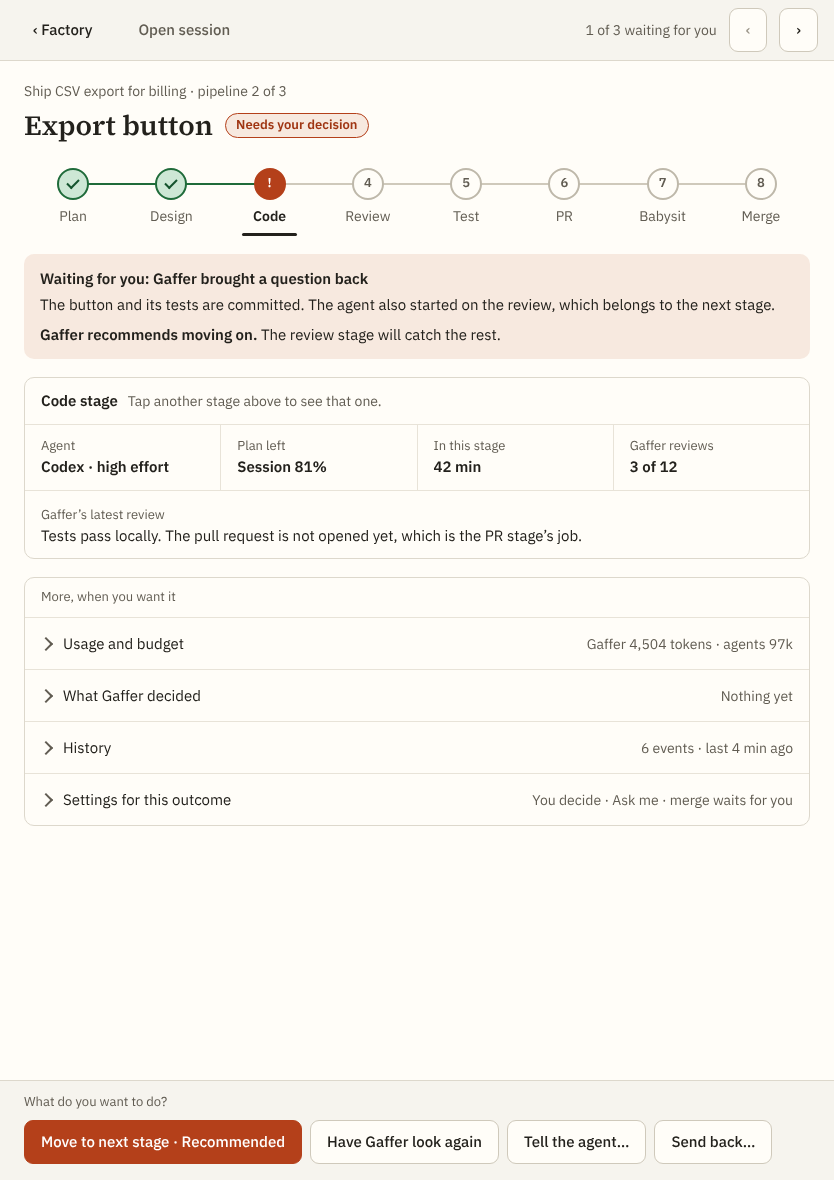 ‹ Factory
Open session
1 of 3 waiting for you
‹
›
Ship CSV export for billing · pipeline 2 of 3
Export button
Needs your decision
!
4
5
6
7
8
Plan
Design
Code
Review
Test
PR
Babysit
Merge
Waiting for you: Gaffer brought a question back
The button and its tests are committed. The agent also started on the review, which belongs to the next stage.
Gaffer recommends moving on. The review stage will catch the rest.
Code stage
Tap another stage above to see that one.
Agent
Codex · high effort
Plan left
Session 81%
In this stage
42 min
Gaffer reviews
3 of 12
Gaffer’s latest review
Tests pass locally. The pull request is not opened yet, which is the PR stage’s job.
More, when you want it
Usage and budget
Gaffer 4,504 tokens · agents 97k
What Gaffer decided
Nothing yet
History
6 events · last 4 min ago
Settings for this outcome
You decide · Ask me · merge waits for you
What do you want to do?
Move to next stage · Recommended
Have Gaffer look again
Tell the agent…
Send back…